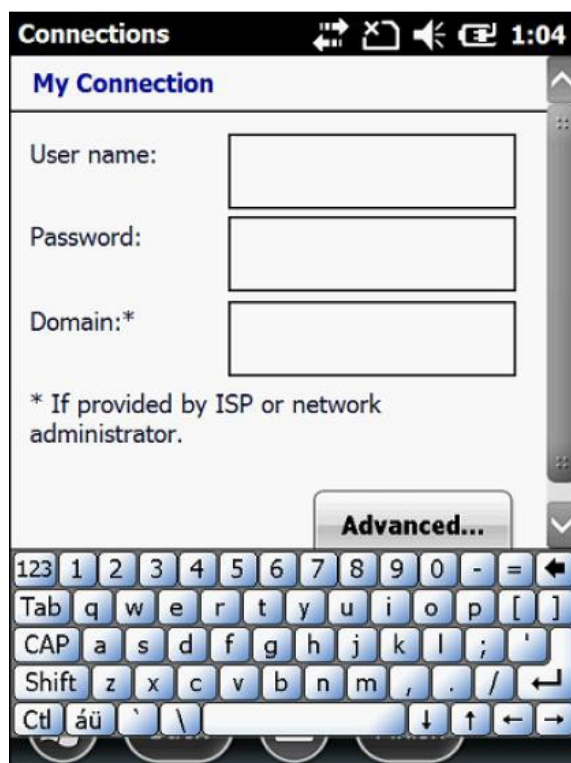 Connections 1:04
My Connection
User name:
Password:
Domain:*
* If provided by ISP or network
administrator.
Advanced...
123 1 2 3 4 5 6 7 8 9 0 - =
Tab q w e r t y u i o p [ ]
CAP a s d f g h j k l ; '
Shift z x c v b n m , . /
Ctl áü ` \